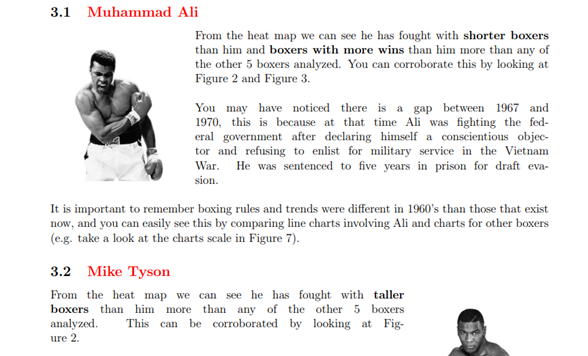 3.1 Muhammad Ali
From the heat map we can see he has fought with shorter boxers
than him and boxers with more wins than him more than any of
the other 5 boxers analyzed. You can corroborate this by looking at
Figure 2 and Figure 3.
You may have noticed there is a gap between 1967 and
1970, this is because at that time Ali was fighting the fed-
eral government after declaring himself a conscientious objec-
tor and refusing to enlist for military service in the Vietnam
War. He was sentenced to five years in prison for draft eva-
sion.
It is important to remember boxing rules and trends were different in 1960's than those that exist
now, and you can easily see this by comparing line charts involving Ali and charts for other boxers
(e.g. take a look at the charts scale in Figure 7).
3.2 Mike Tyson
From the heat map we can see he has fought with taller
boxers than him more than any of the other 5 boxers
analyzed. This can be corroborated by looking at Fig-
ure 2.